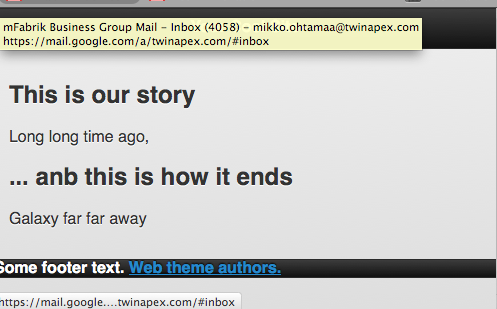 mFabrik Business Group Mail – Inbox (4058) – mikko.ohtamaa@twinapex.com
https://mail.google.com/a/twinapex.com/#inbox
This is our story
Long long time ago,
... anb this is how it ends
Galaxy far far away
Some footer text. Web theme authors.
https://mail.google....twinapex.com/#inbox